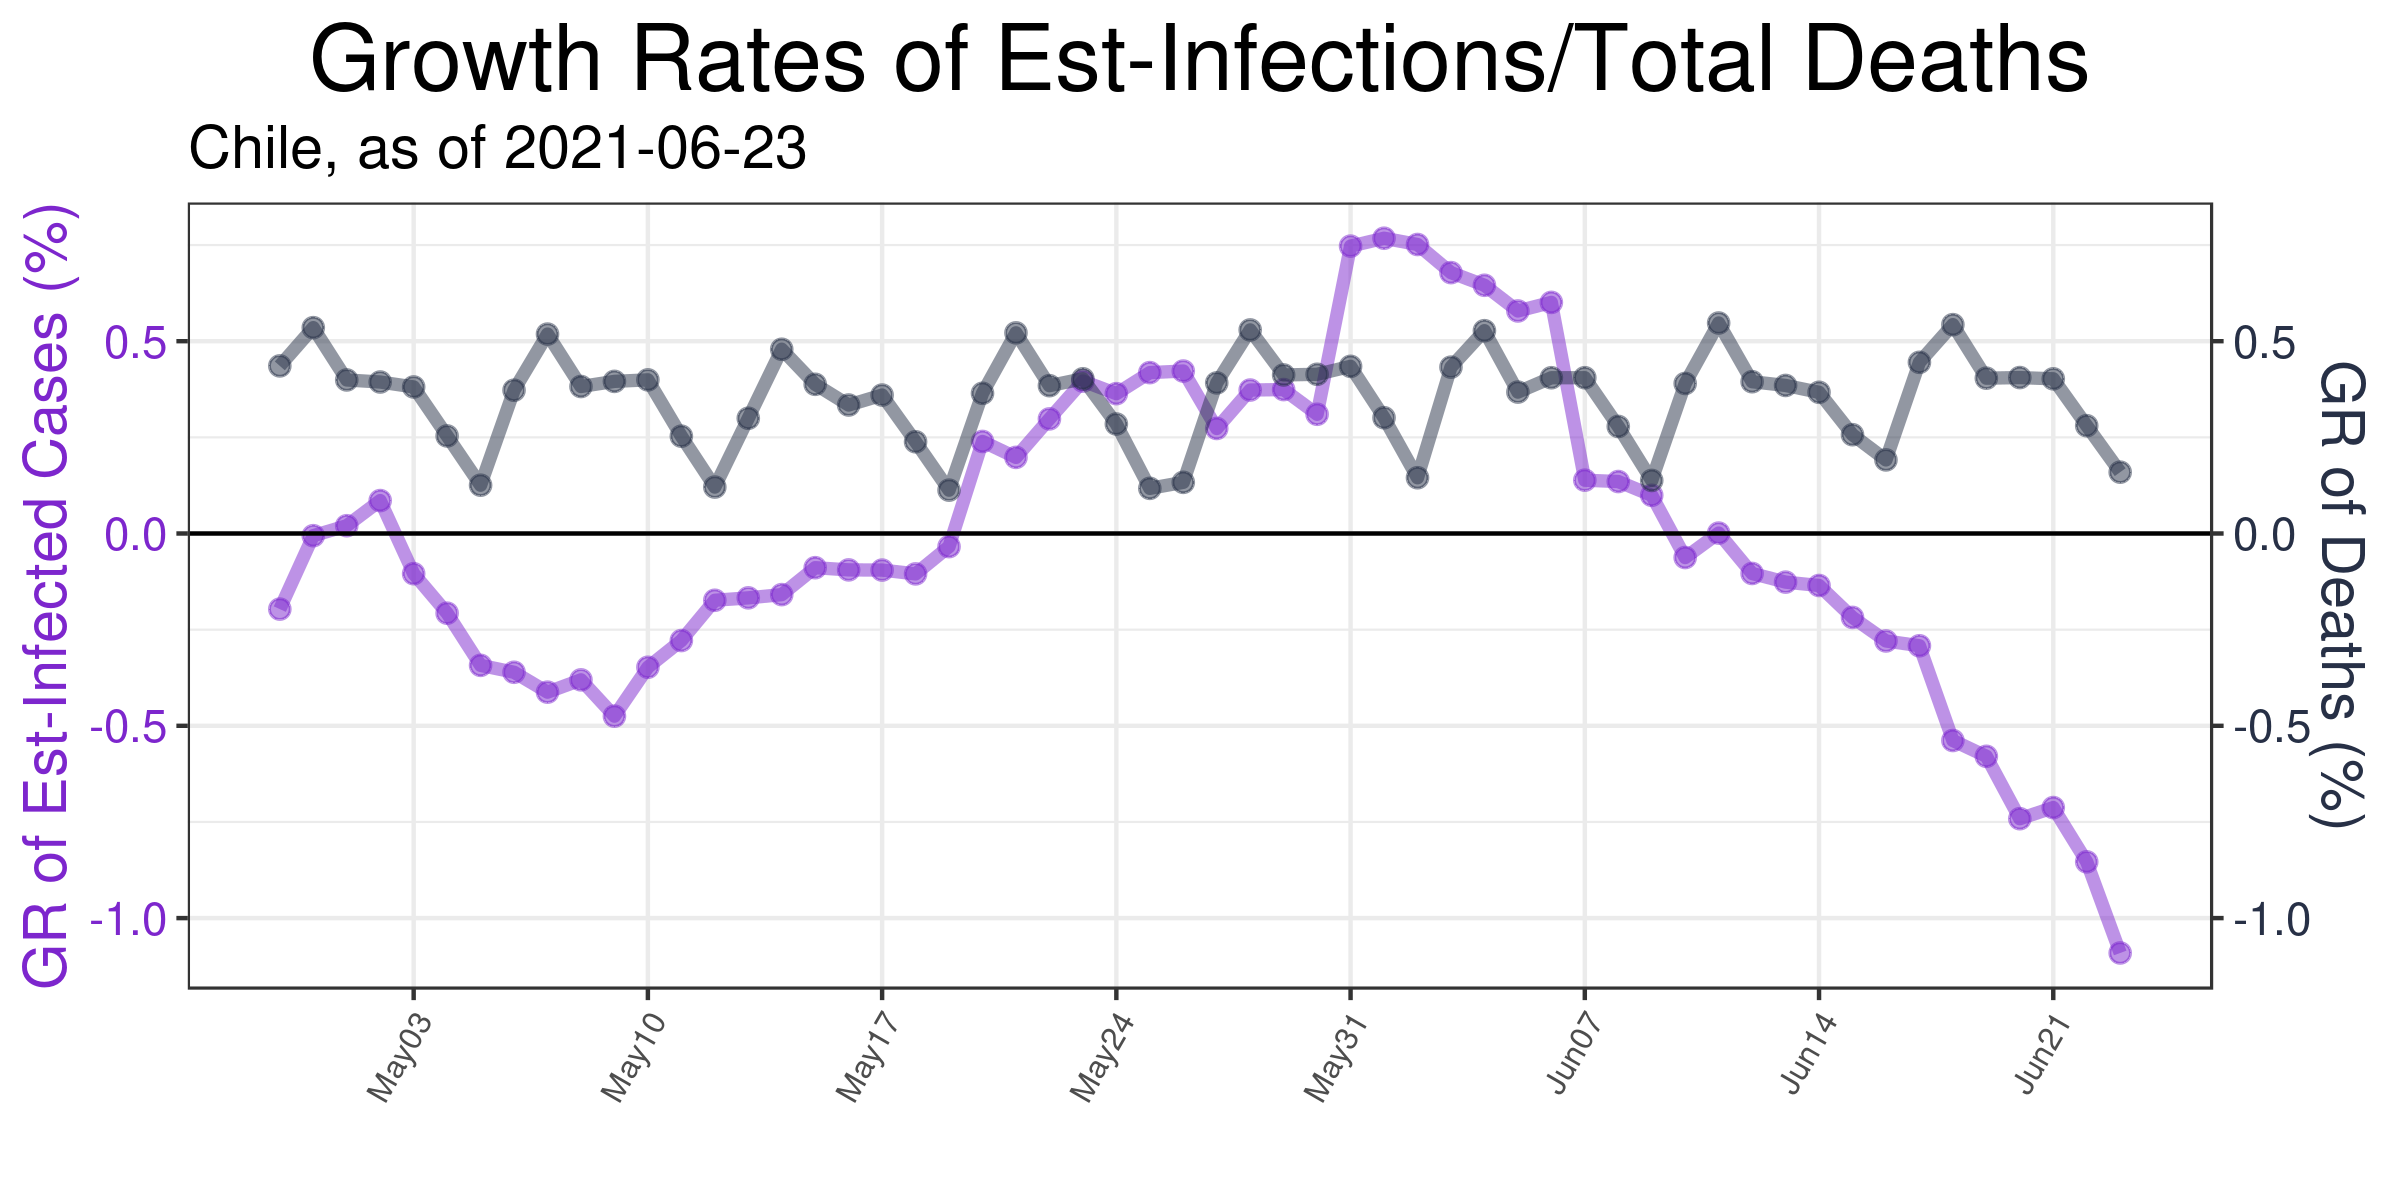 Growth Rates of Est-Infections/Total Deaths
Chile, as of 2021-06-23
GR of Est-Infected Cases (%)
0.5
0.0
-0.5
-1.0
0.5
0.0
-0.5
-1.0
GR of Deaths (%)
May03
May10
May17
May24
May31
Jun07
Jun14
Jun21